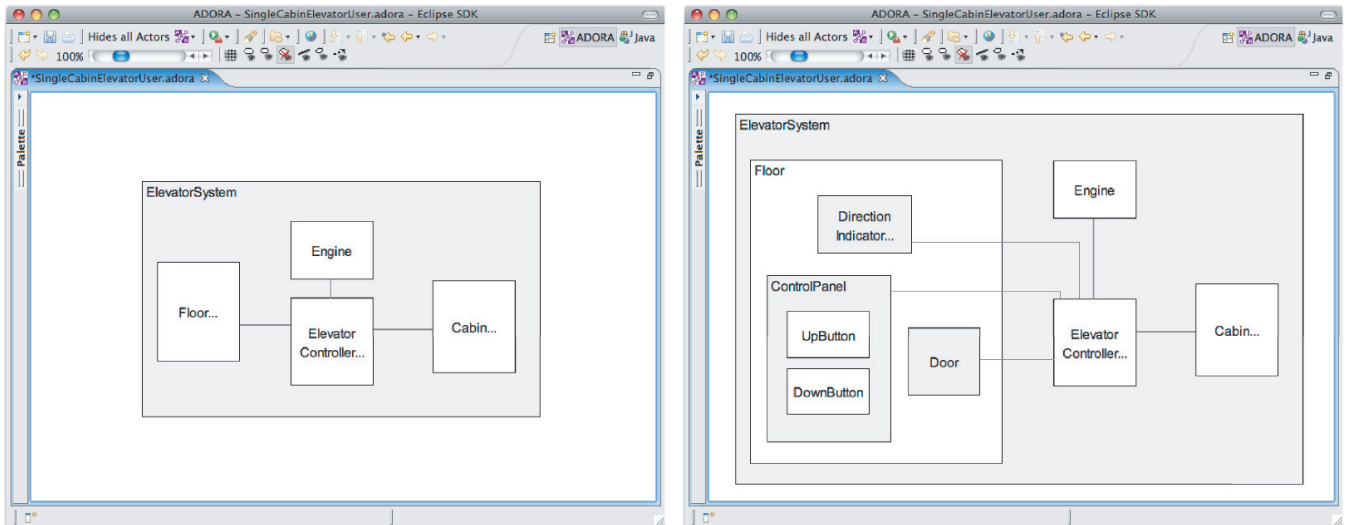 ADORA – SingleCabinElevatorUser.adora – Eclipse SDK
Hides all Actors
ADORA
Java
100%
*SingleCabinElevatorUser.adora
Palette
ElevatorSystem
Engine
Floor...
Elevator
Controller...
Cabin...
ADORA – SingleCabinElevatorUser.adora – Eclipse SDK
Hides all Actors
ADORA
Java
100%
*SingleCabinElevatorUser.adora
Palette
ElevatorSystem
Floor
Engine
Direction
Indicator...
ControlPanel
UpButton
DownButton
Door
Elevator
Controller...
Cabin...